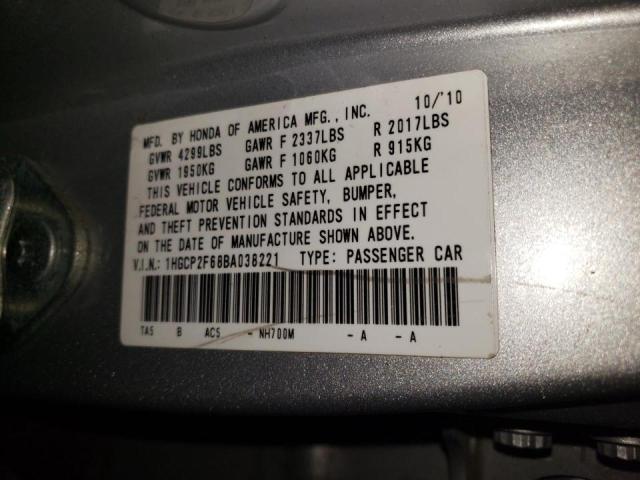 MFD. BY HONDA OF AMERICA MFG., INC. 10/'10
GVWR 4299LBS GAWR F 2337LBS R 2017LBS
GVWR 1950KG GAWR F 1060KG R 915KG
THIS VEHICLE CONFORMS TO ALL APPLICABLE
FEDERAL MOTOR VEHICLE SAFETY, BUMPER,
AND THEFT PREVENTION STANDARDS IN EFFECT
ON THE DATE OF MANUFACTURE SHOWN ABOVE.
V.I.N.: 1HGCP2F68BA036221 TYPE: PASSENGER CAR
TA5 B AC5 - NH700M - A - A